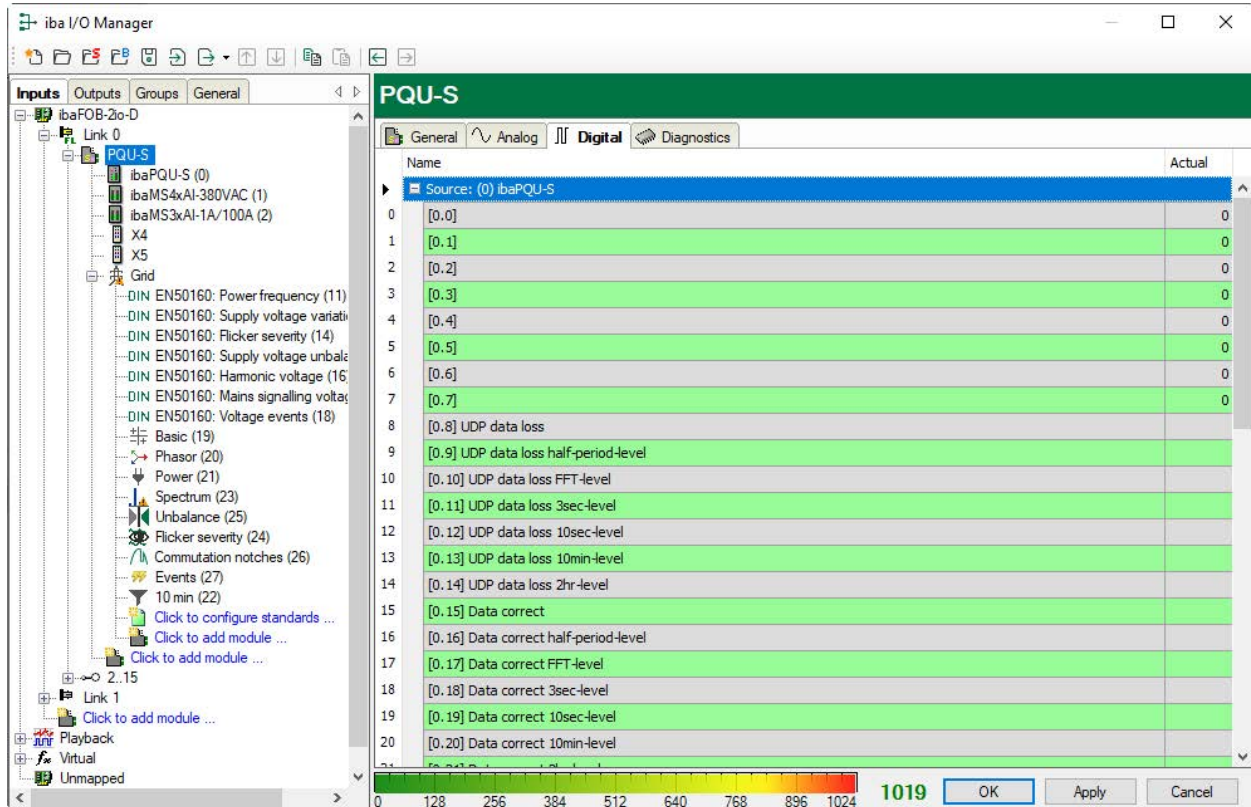 iba I/O Manager
Inputs Outputs Groups General
ibaFOB-2io-D
Link 0
PQU-S
ibaPQU-S (0)
ibaMS4xAI-380VAC (1)
ibaMS3xAI-1A/100A (2)
X4
X5
Grid
DIN EN50160: Power frequency (11)
DIN EN50160: Supply voltage variati
DIN EN50160: Flicker severity (14)
DIN EN50160: Supply voltage unbala
DIN EN50160: Harmonic voltage (16)
DIN EN50160: Mains signalling voltag
DIN EN50160: Voltage events (18)
Basic (19)
Phasor (20)
Power (21)
Spectrum (23)
Unbalance (25)
Flicker severity (24)
Commutation notches (26)
Events (27)
10 min (22)
Click to configure standards ...
Click to add module ...
Click to add module ...
2..15
Link 1
Click to add module ...
Playback
fx Virtual
Unmapped
PQU-S
General Analog Digital Diagnostics
Name Actual
Source: (0) ibaPQU-S
0 [0.0] 0
1 [0.1] 0
2 [0.2] 0
3 [0.3] 0
4 [0.4] 0
5 [0.5] 0
6 [0.6] 0
7 [0.7] 0
8 [0.8] UDP data loss
9 [0.9] UDP data loss half-period-level
10 [0.10] UDP data loss FFT-level
11 [0.11] UDP data loss 3sec-level
12 [0.12] UDP data loss 10sec-level
13 [0.13] UDP data loss 10min-level
14 [0.14] UDP data loss 2hr-level
15 [0.15] Data correct
16 [0.16] Data correct half-period-level
17 [0.17] Data correct FFT-level
18 [0.18] Data correct 3sec-level
19 [0.19] Data correct 10sec-level
20 [0.20] Data correct 10min-level
0 128 256 384 512 640 768 896 1024
1019 OK Apply Cancel